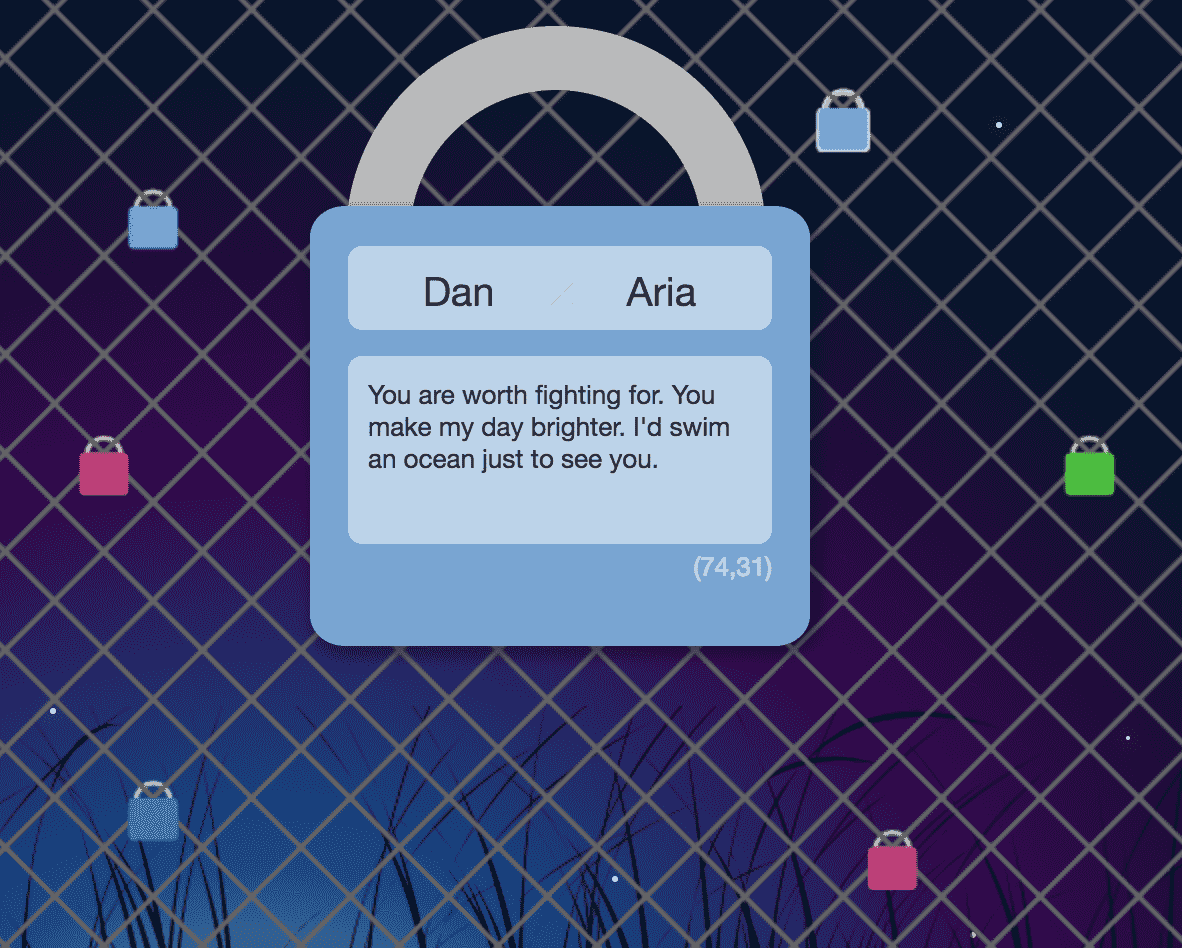 Dan Aria
You are worth fighting for. You
make my day brighter. I'd swim
an ocean just to see you.
(74,31)